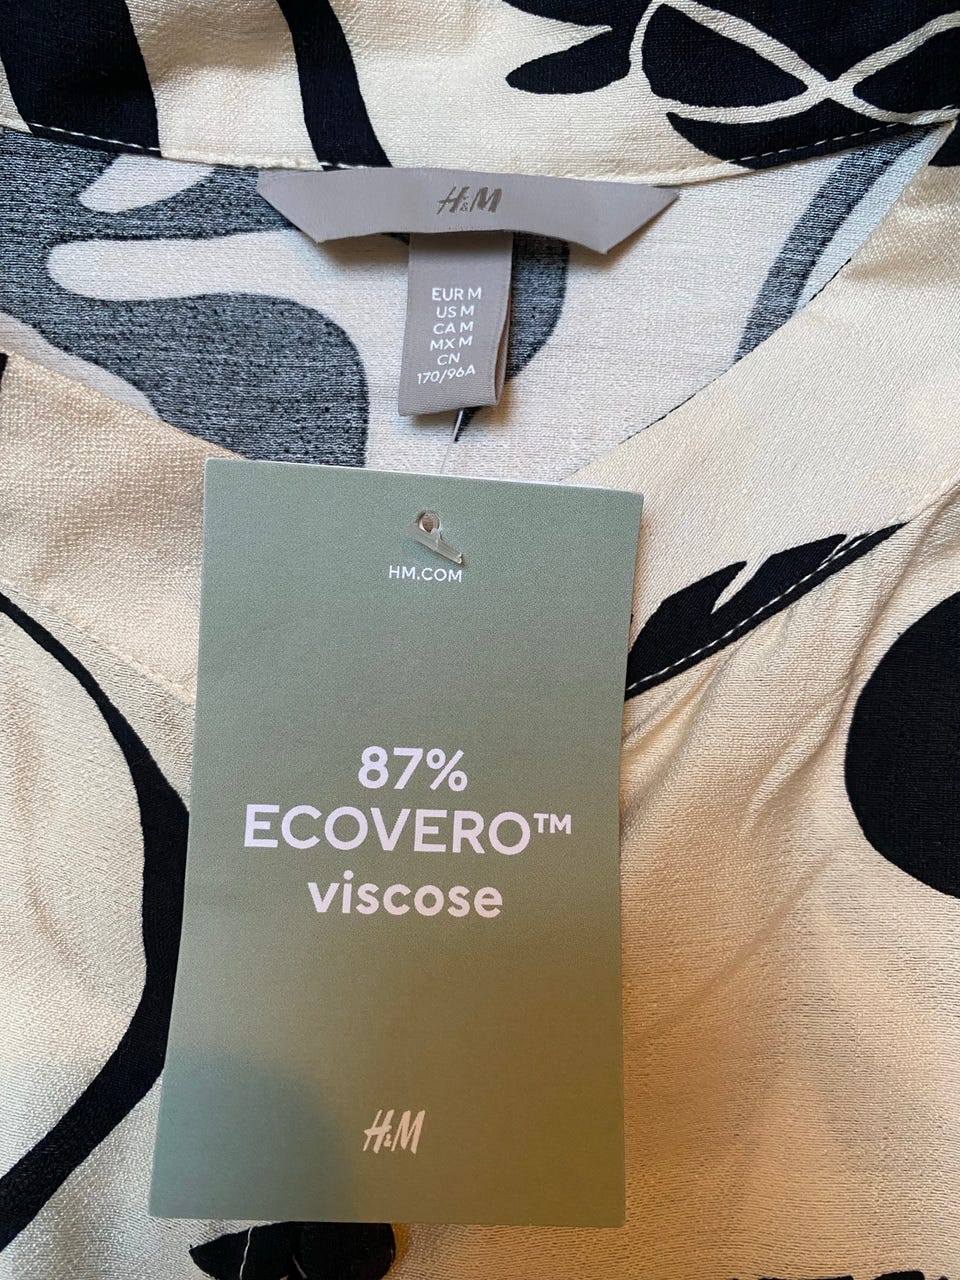 H&M
EUR M
US M
CA M
MX M
CN
170/96A
HM.COM
87%
ECOVERO™
viscose
H&M